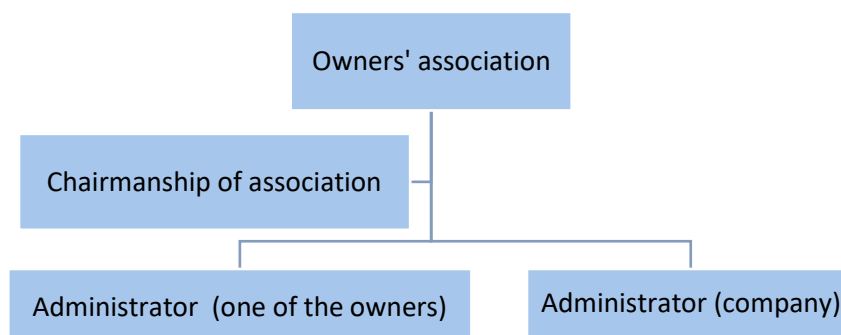 Owners' association
Chairmanship of association
Administrator (one of the owners)
Administrator (company)